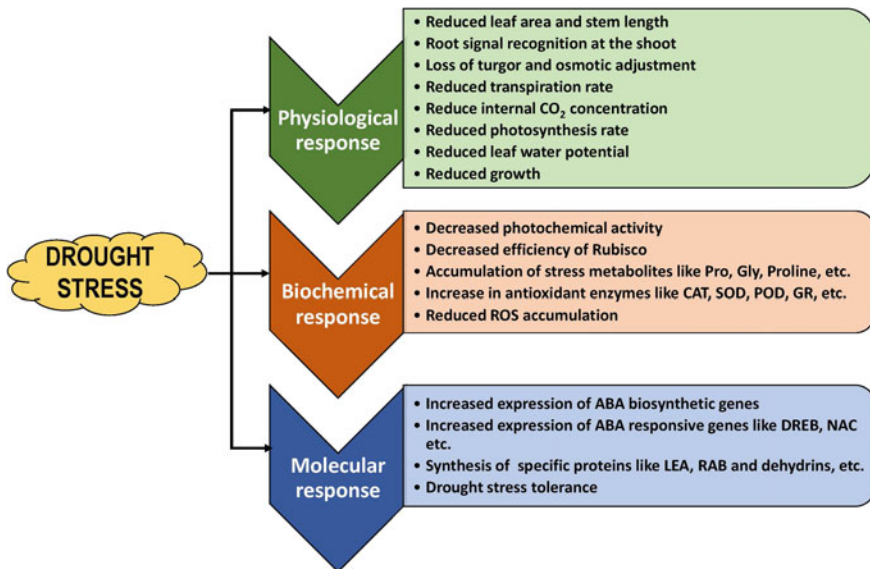 DROUGHT
STRESS
Physiological
response
• Reduced leaf area and stem length
• Root signal recognition at the shoot
• Loss of turgor and osmotic adjustment
• Reduced transpiration rate
• Reduce internal CO₂ concentration
• Reduced photosynthesis rate
• Reduced leaf water potential
• Reduced growth
Biochemical
response
• Decreased photochemical activity
• Decreased efficiency of Rubisco
• Accumulation of stress metabolites like Pro, Gly, Proline, etc.
• Increase in antioxidant enzymes like CAT, SOD, POD, GR, etc.
• Reduced ROS accumulation
Molecular
response
• Increased expression of ABA biosynthetic genes
• Increased expression of ABA responsive genes like DREB, NAC
etc.
• Synthesis of specific proteins like LEA, RAB and dehydrins, etc.
• Drought stress tolerance